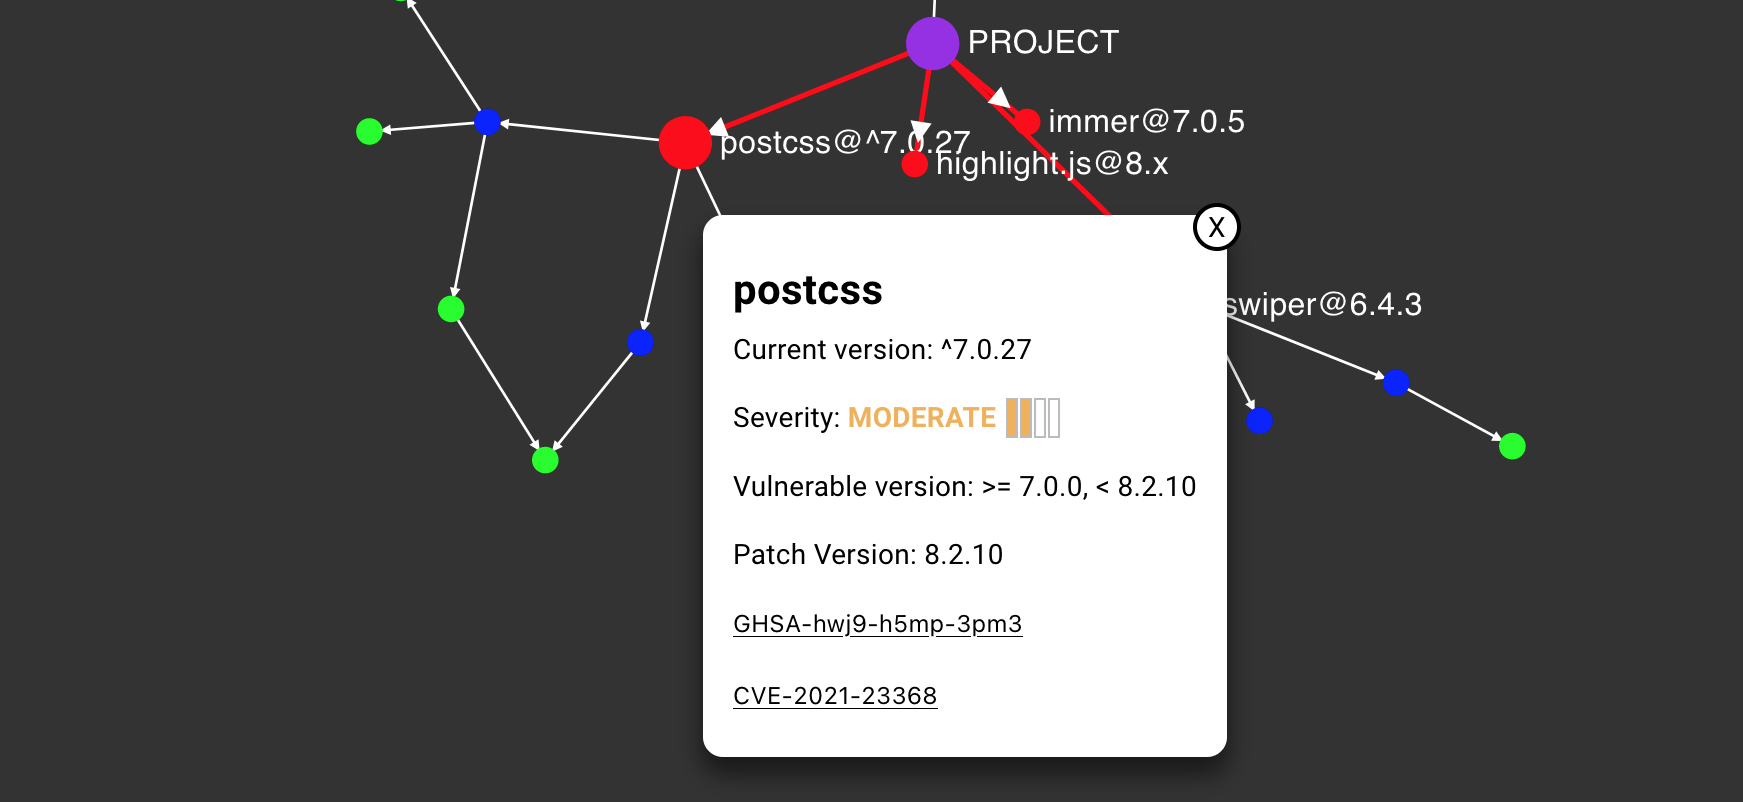 PROJECT
immer@7.0.5
postcss@^7.0.27
highlight.js@8.x
X
postcss
Current version: ^7.0.27
swiper@6.4.3
Severity: MODERATE
Vulnerable version: >= 7.0.0, < 8.2.10
Patch Version: 8.2.10
GHSA-hwj9-h5mp-3pm3
CVE-2021-23368